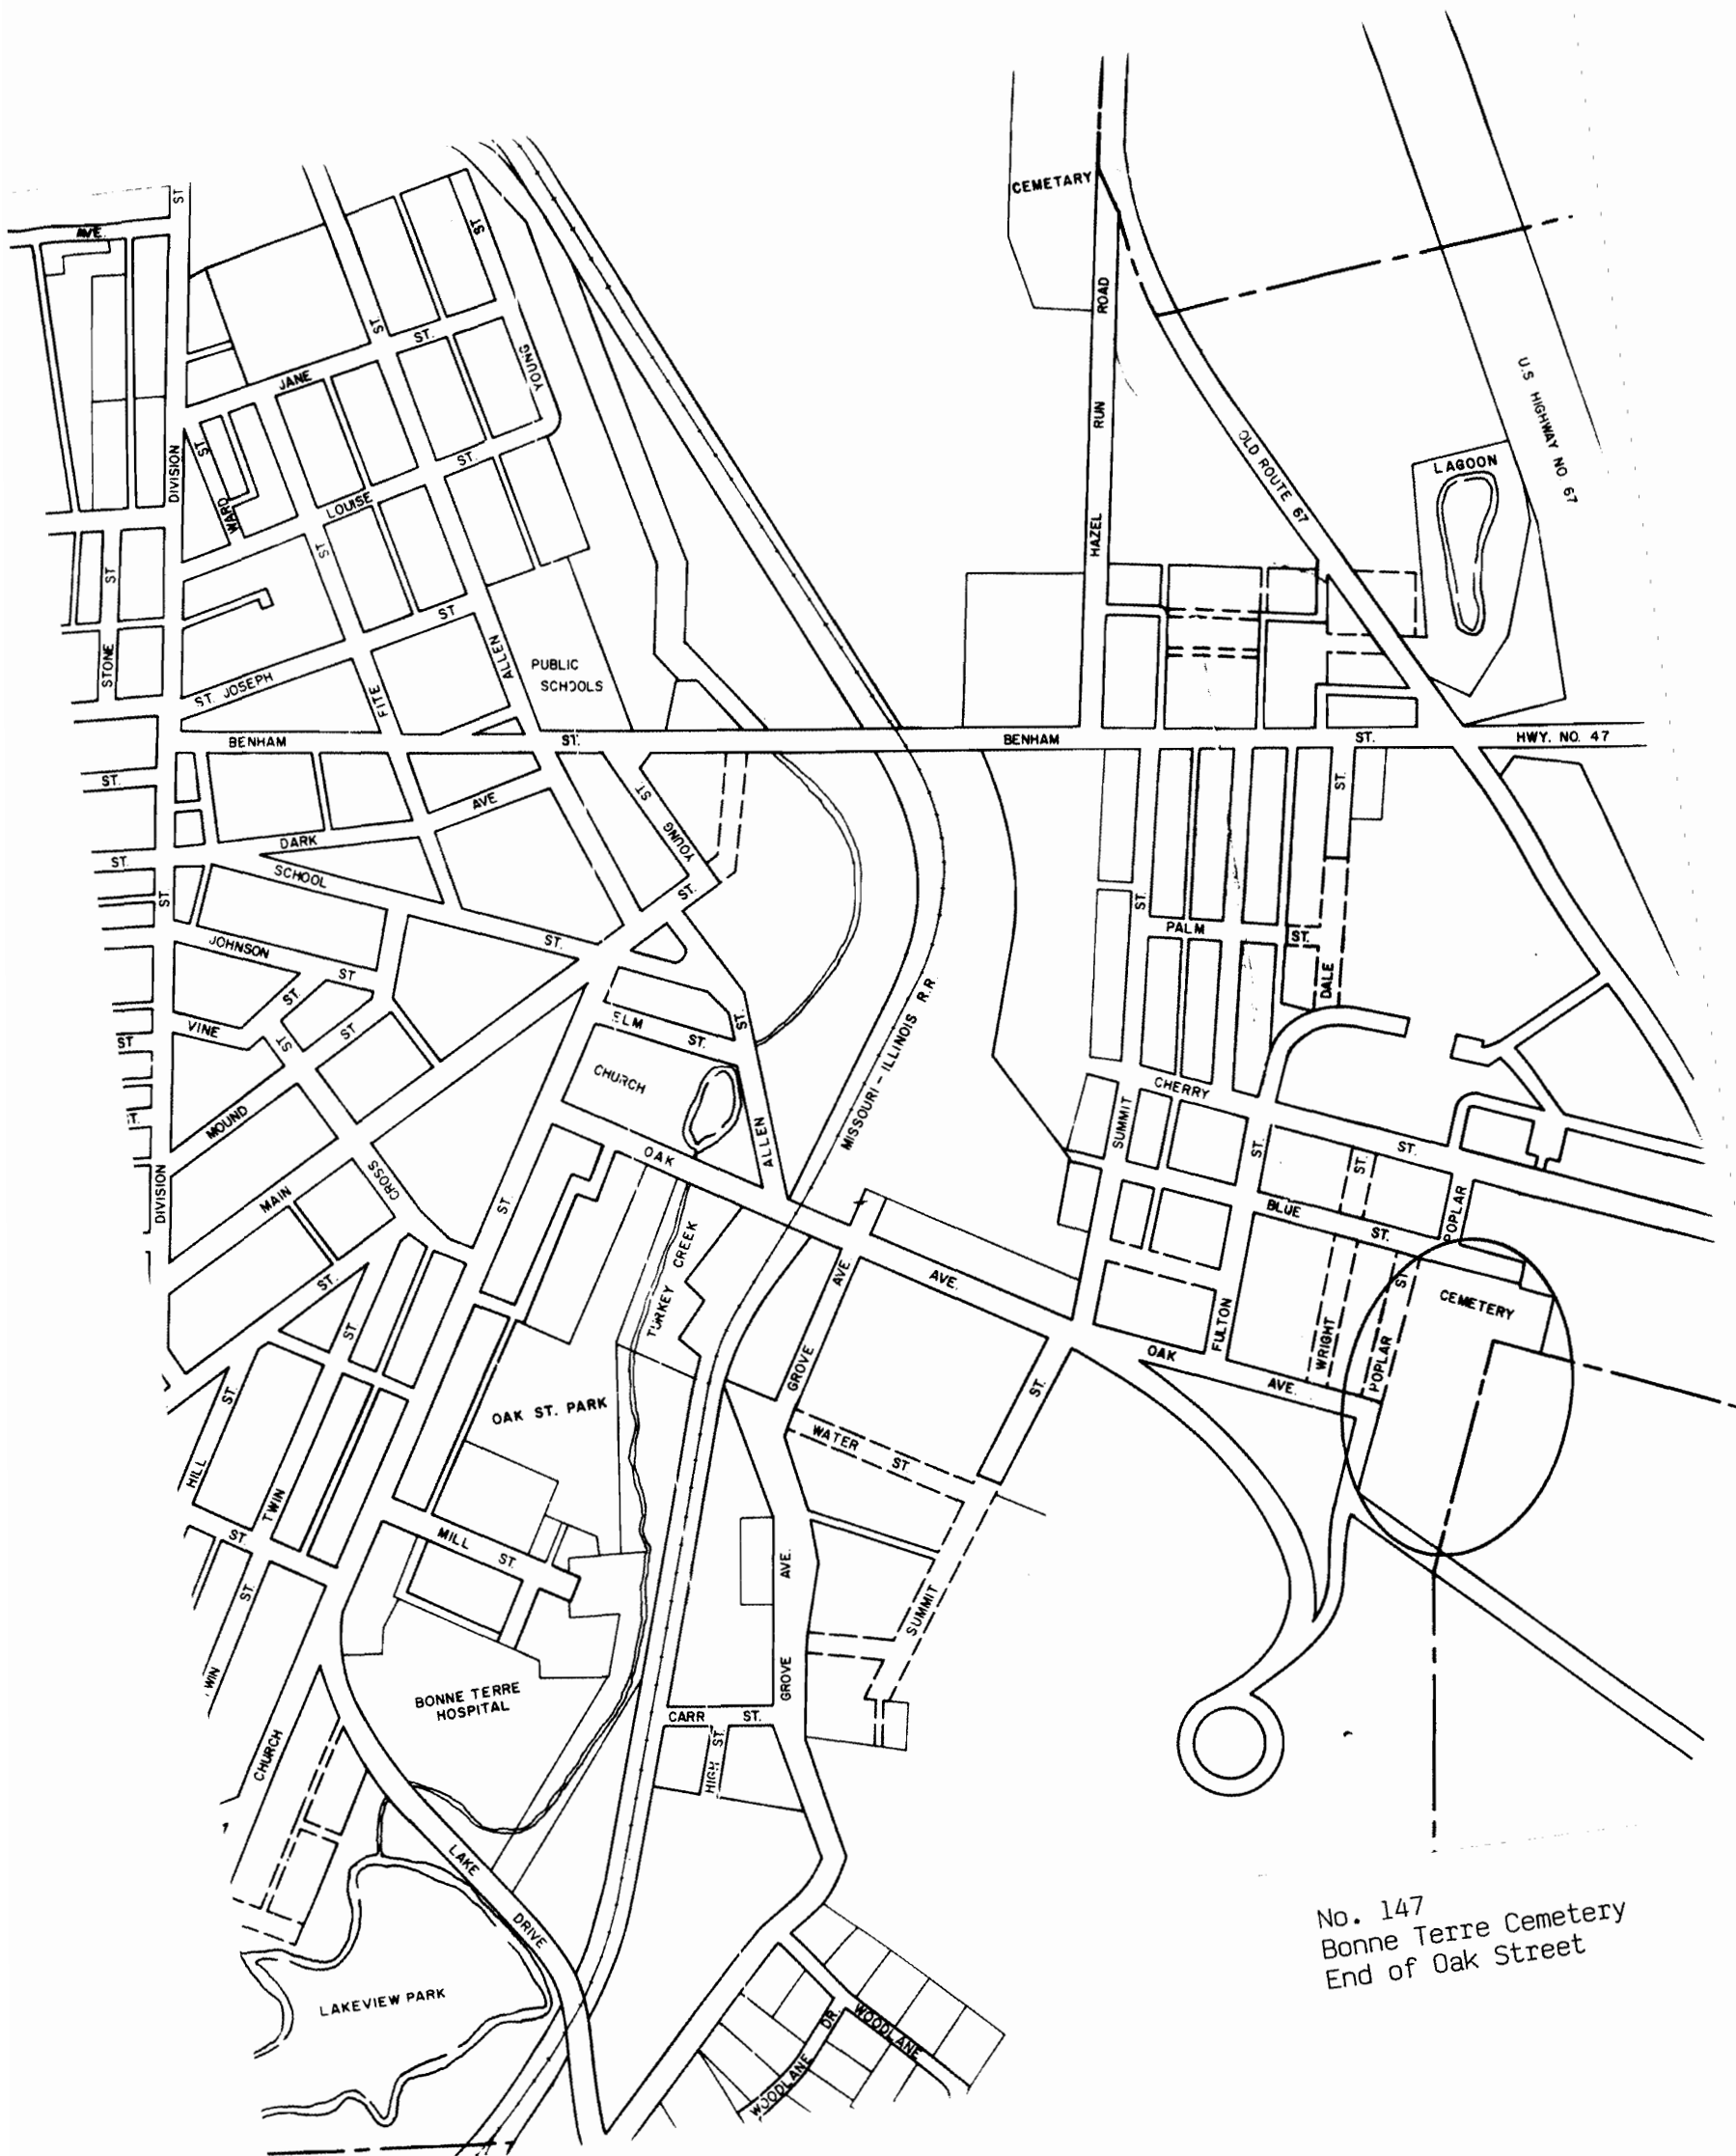 ST
AVE.
ST
CEMETARY
ROAD
ST
ST.
YOUNG
JANE
U.S HIGHWAY NO. 67
RUN
ST
DIVISION
ST.
OLD ROUTE 67
LAGOON
WARD
LOUISE
HAZEL
ST
ST
ST
STONE
ALLEN
PUBLIC
SCHOOLS
ST. JOSEPH
FITE
BENHAM
ST.
BENHAM
ST.
HWY. NO. 47
ST.
ST
ST.
AVE
DARK
YOUNG
ST.
SCHOOL
ST.
ST
ST.
PALM
ST.
JOHNSON
ST.
ST
ST
DALE
MISSOURI - ILLINOIS R.R.
VINE
ST
ST
ST
ELM
ST.
ST.
CHURCH
CHERRY
ST.
MOUND
SUMMIT
ST.
ST.
OAK
ALLEN
CROSS
DIVISION
MAIN
ST.
BLUE
ST.
POPLAR
TURKEY CREEK
AVE.
AVE.
ST.
ST
CEMETERY
ST
FULTON
WRIGHT
POPLAR
GROVE
OAK
AVE.
ST.
ST.
OAK ST. PARK
WATER
ST
HILL
TWIN
ST.
MILL
ST.
AVE.
ST.
SUMMIT
GROVE
BONNE TERRE
HOSPITAL
CARR
ST.
HIGH ST.
CHURCH
LAKE
DRIVE
No. 147
Bonne Terre Cemetery
End of Oak Street
LAKEVIEW PARK
DR.
WOODLANE
WOODLANE